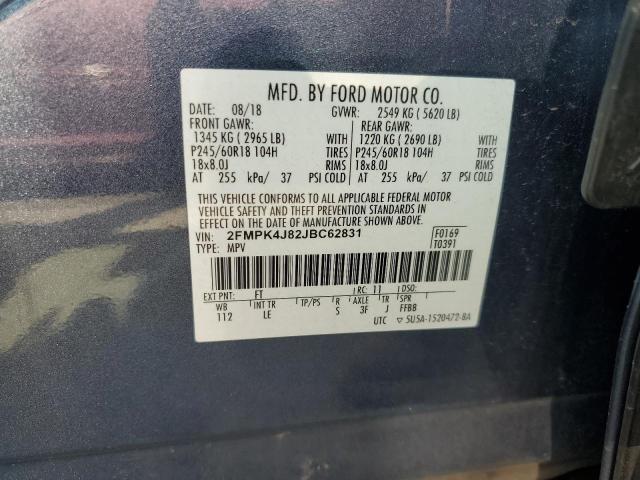 MFD. BY FORD MOTOR CO.
DATE: 08/18 GVWR: 2549 KG ( 5620 LB)
FRONT GAWR: REAR GAWR:
1345 KG ( 2965 LB) WITH 1220 KG ( 2690 LB) WITH
P245/60R18 104H TIRES P245/60R18 104H TIRES
18x8.0J RIMS 18x8.0J RIMS
AT 255 kPa/ 37 PSI COLD AT 255 kPa/ 37 PSI COLD
THIS VEHICLE CONFORMS TO ALL APPLICABLE FEDERAL MOTOR
VEHICLE SAFETY AND THEFT PREVENTION STANDARDS IN
EFFECT ON THE DATE OF MANUFACTURE SHOWN ABOVE.
VIN: 2FMPK4J82JBC62831 F0169
TYPE: MPV T0391
EXT PNT: FT RC: 11 DSO:
WB INT TR TP/PS R AXLE TR SPR
112 LE S 3F J FFBB
UTC ▽ 5U5A-1520472-BA